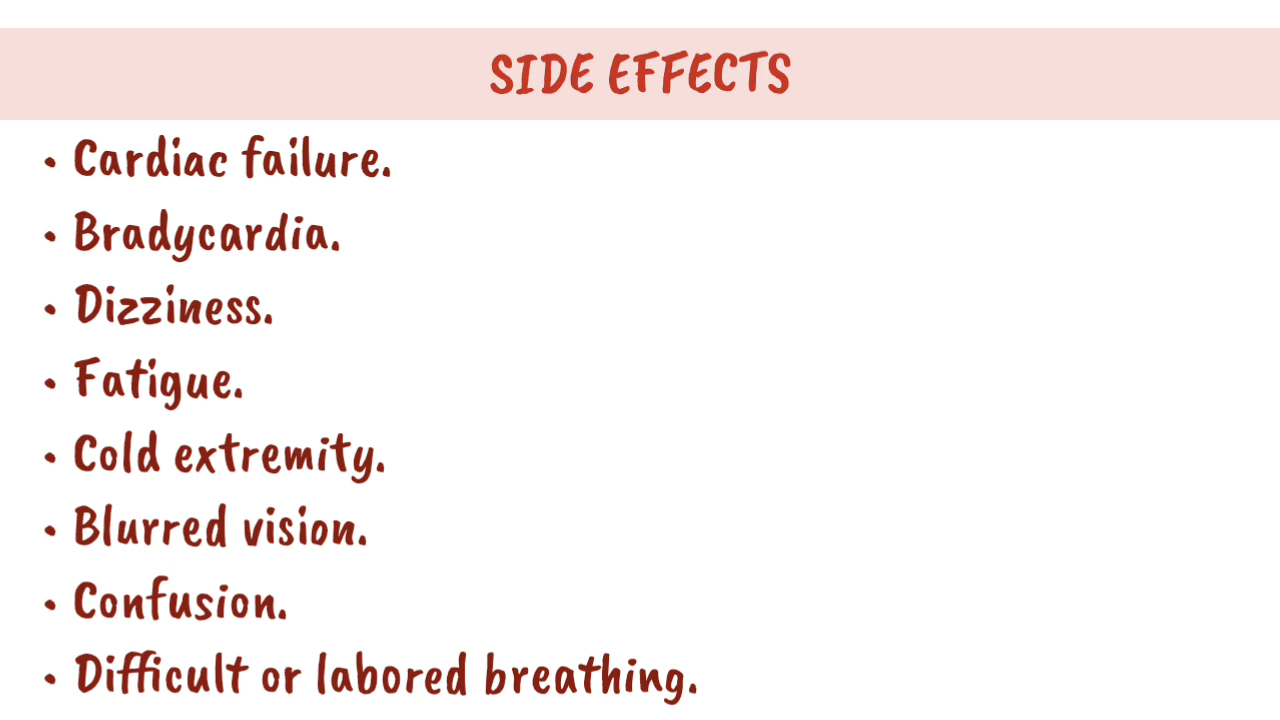 SIDE EFFECTS
• Cardiac failure.
• Bradycardia.
• Dizziness.
• Fatigue.
• Cold extremity.
• Blurred vision.
• Confusion.
• Difficult or labored breathing.